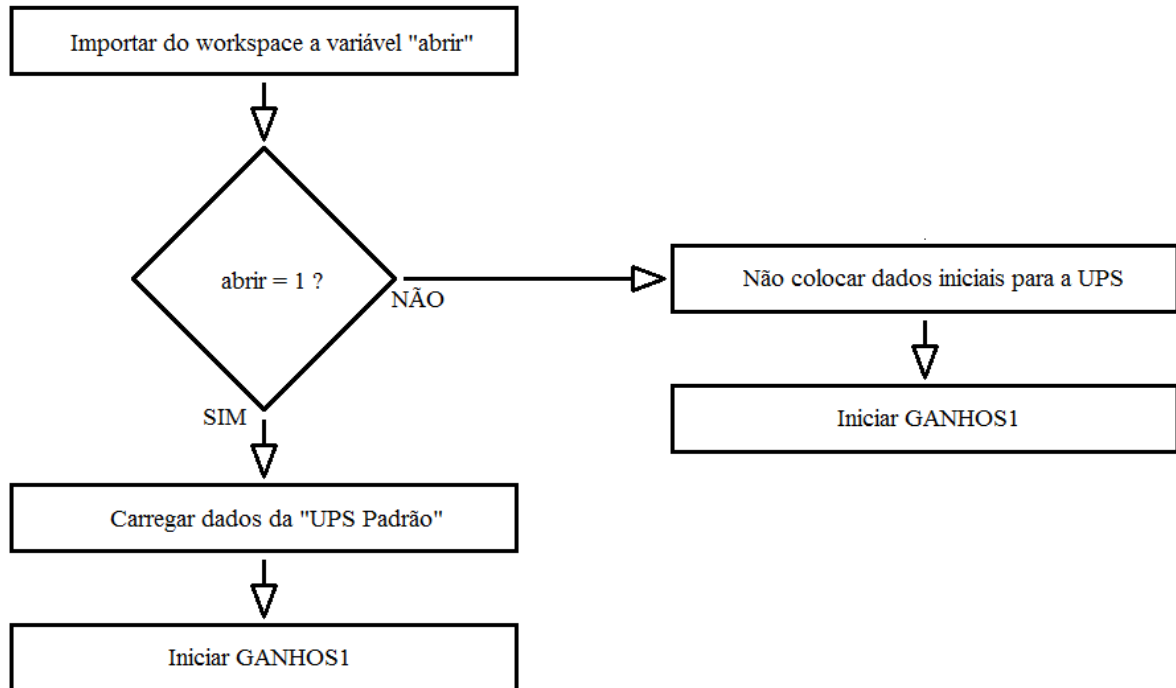 Importar do workspace a variável "abrir"
abrir = 1 ?
NÃO
Não colocar dados iniciais para a UPS
Iniciar GANHOS1
SIM
Carregar dados da "UPS Padrão"
Iniciar GANHOS1